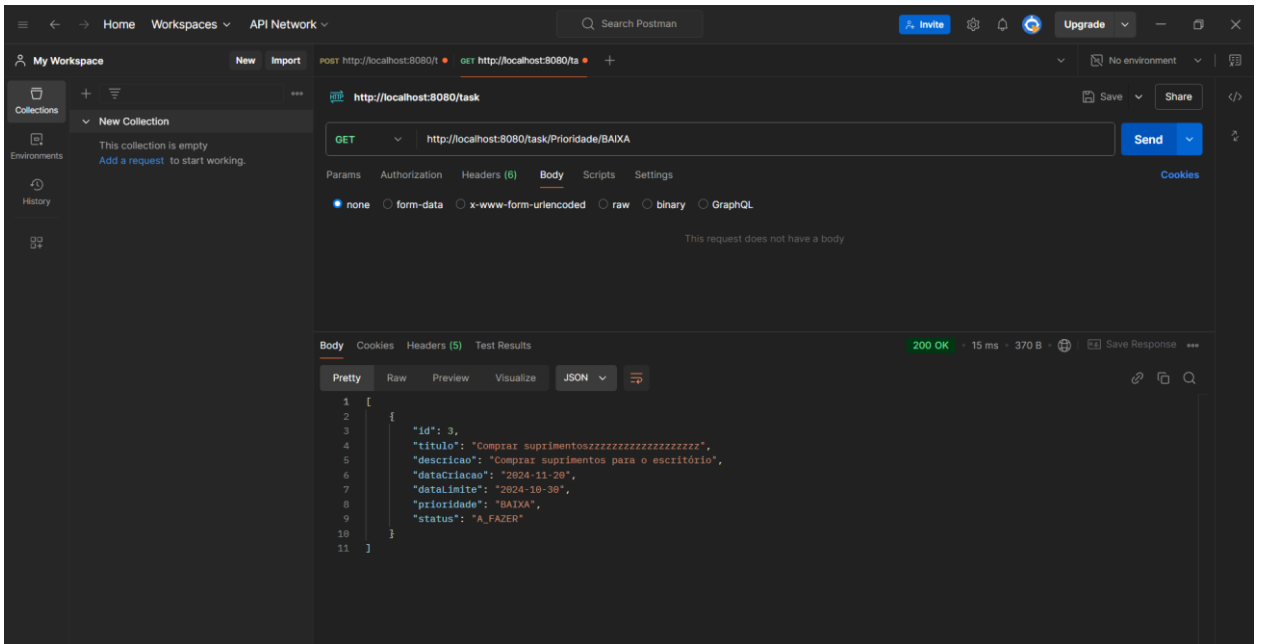 Home Workspaces API Network Search Postman Invite Upgrade
My Workspace New Import POST http://localhost:8080/t GET http://localhost:8080/ta No environment
Collections
Environments
History
New Collection
This collection is empty
Add a request to start working.
HTTP http://localhost:8080/task Save Share
GET http://localhost:8080/task/Prioridade/BAIXA Send
Params Authorization Headers (6) Body Scripts Settings Cookies
none form-data x-www-form-urlencoded raw binary GraphQL
This request does not have a body
Body Cookies Headers (5) Test Results 200 OK 15 ms 370 B Save Response
Pretty Raw Preview Visualize JSON
1 [
2 {
3 "id": 3,
4 "titulo": "Comprar suprimentoszzzzzzzzzzzzzzzzzzzz",
5 "descricao": "Comprar suprimentos para o escritório",
6 "dataCriacao": "2024-11-20",
7 "dataLimite": "2024-10-30",
8 "prioridade": "BAIXA",
9 "status": "A_FAZER"
10 }
11 ]